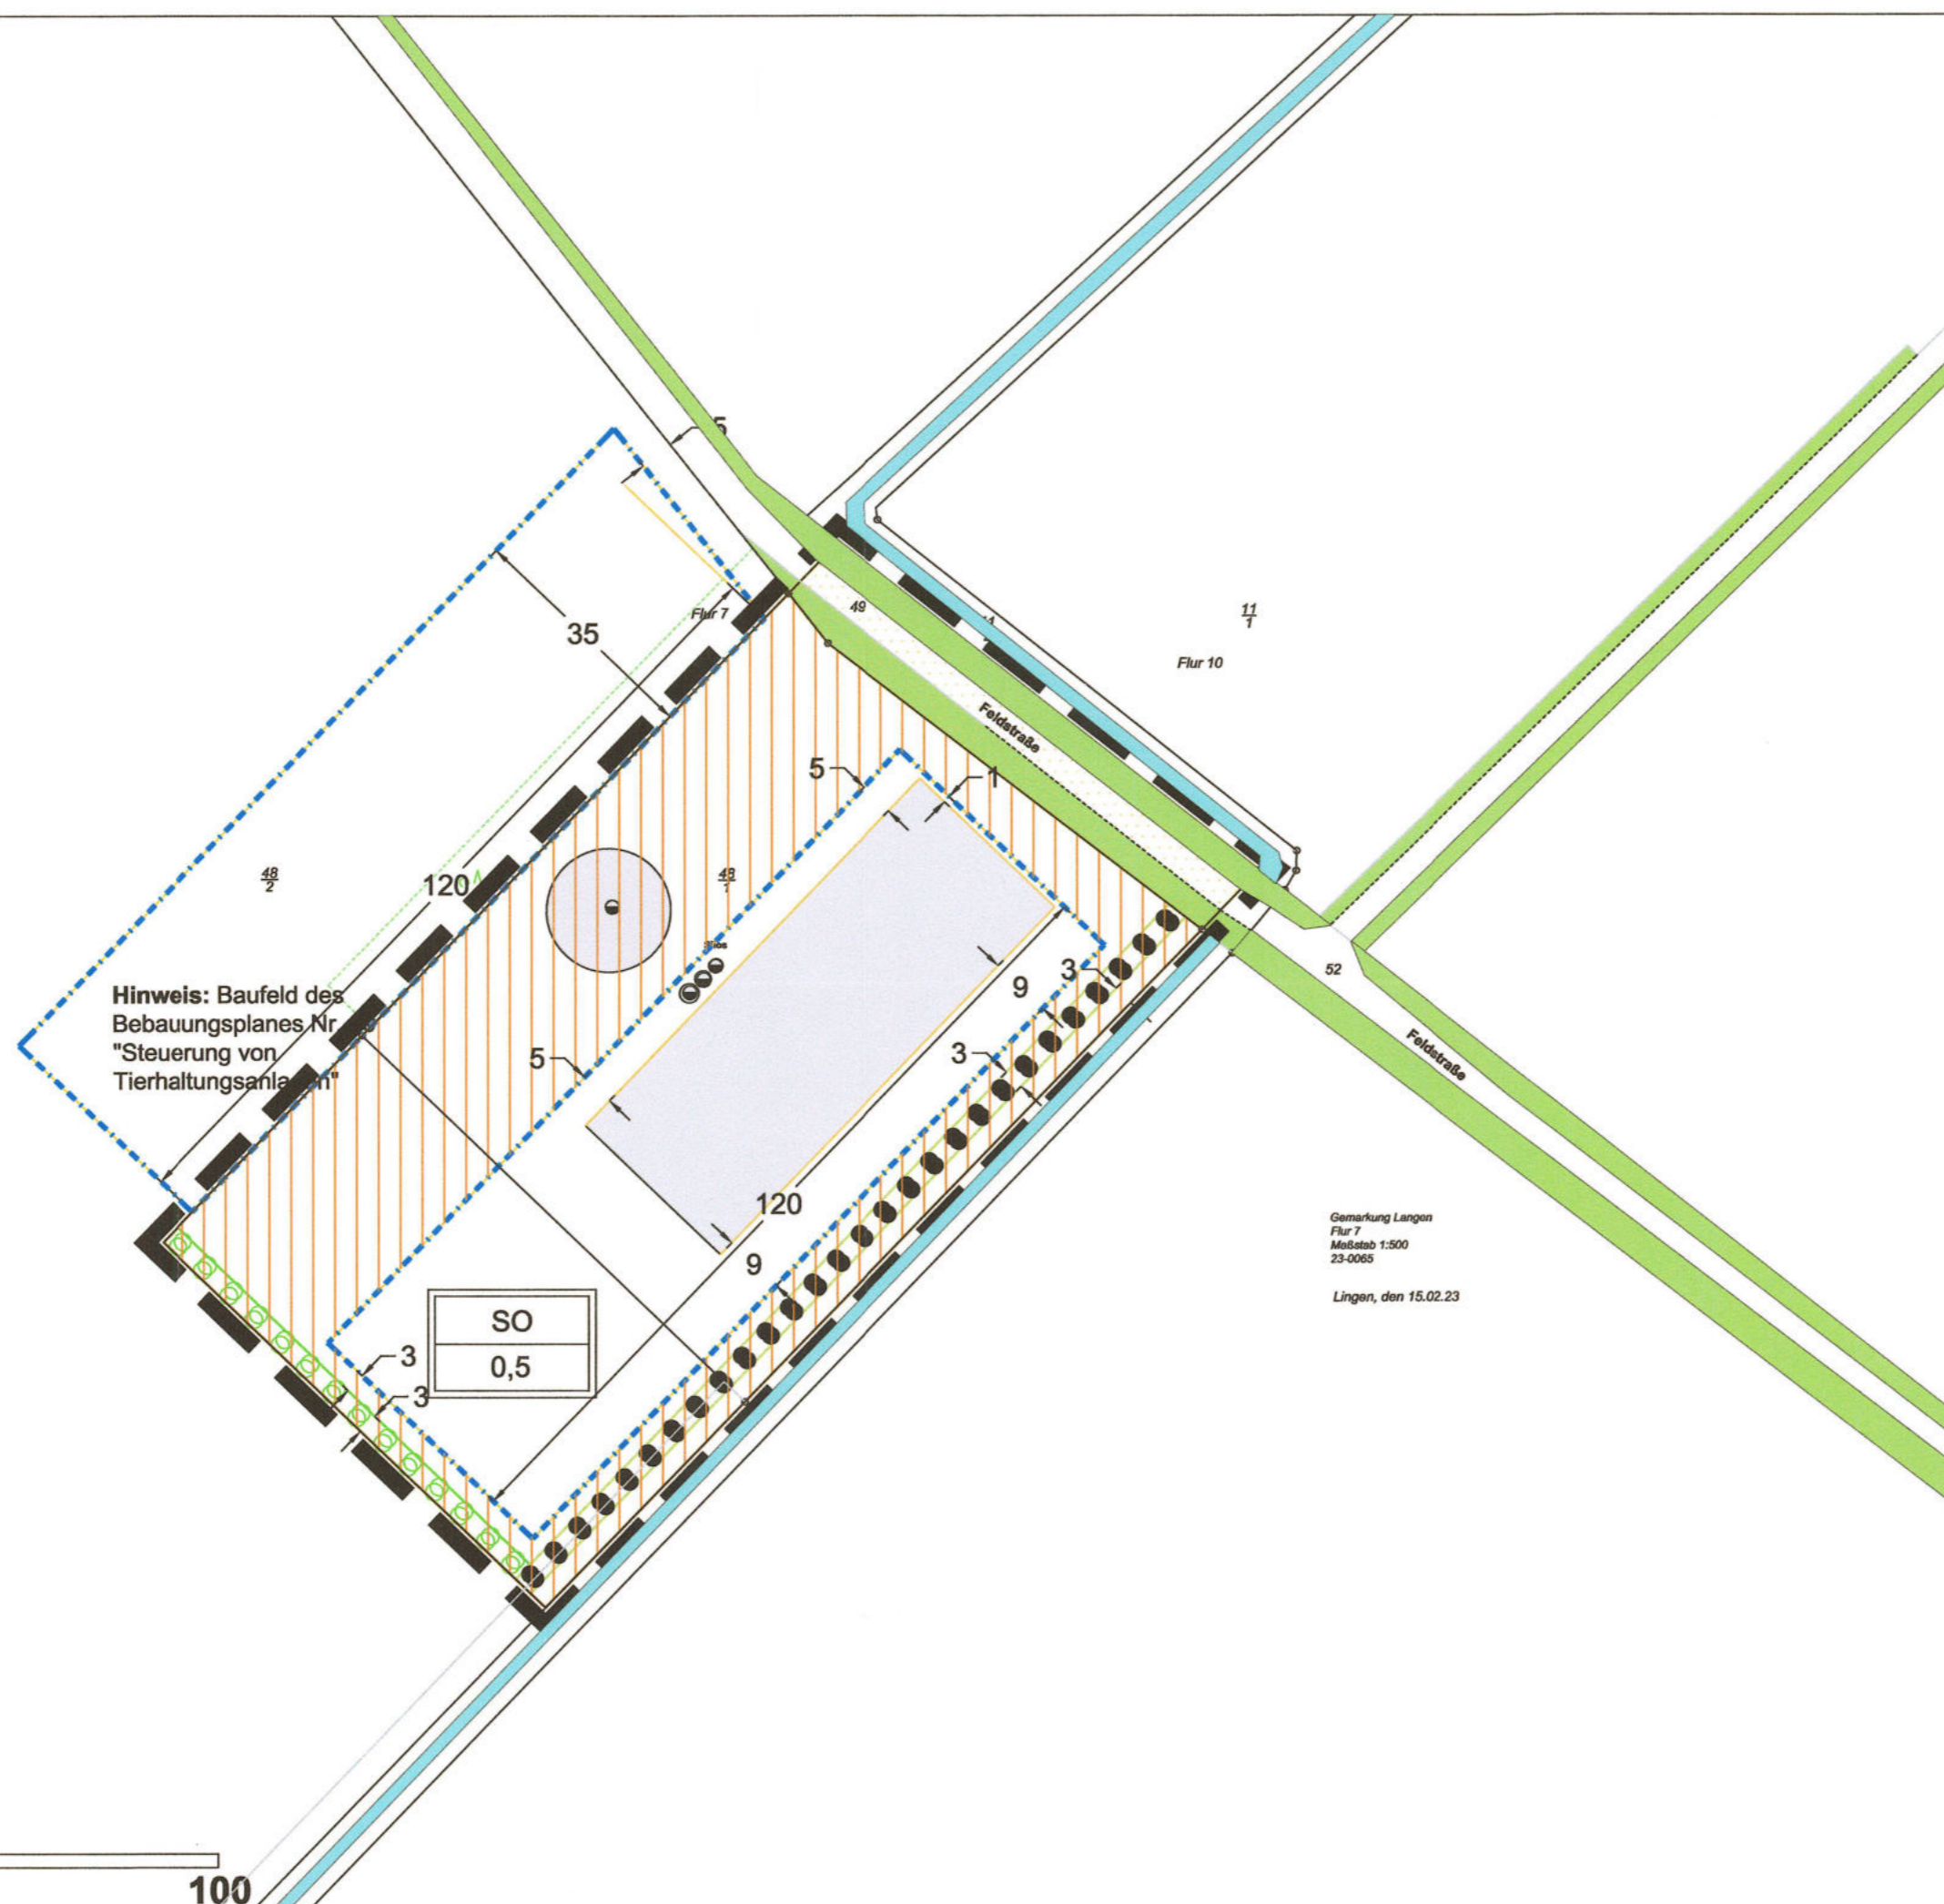 5
Flur 7
49
11
1
Flur 10
35
Feldstraße
5
1
48
2
120
48
Silos
Hinweis: Baufeld des
Bebauungsplanes Nr.
"Steuerung von
3
9
52
5
3
Feldstraße
120
9
Gemarkung Langen
Flur 7
Maßstab 1:500
23-0065
Lingen, den 15.02.23
SO
0,5
3
3
100